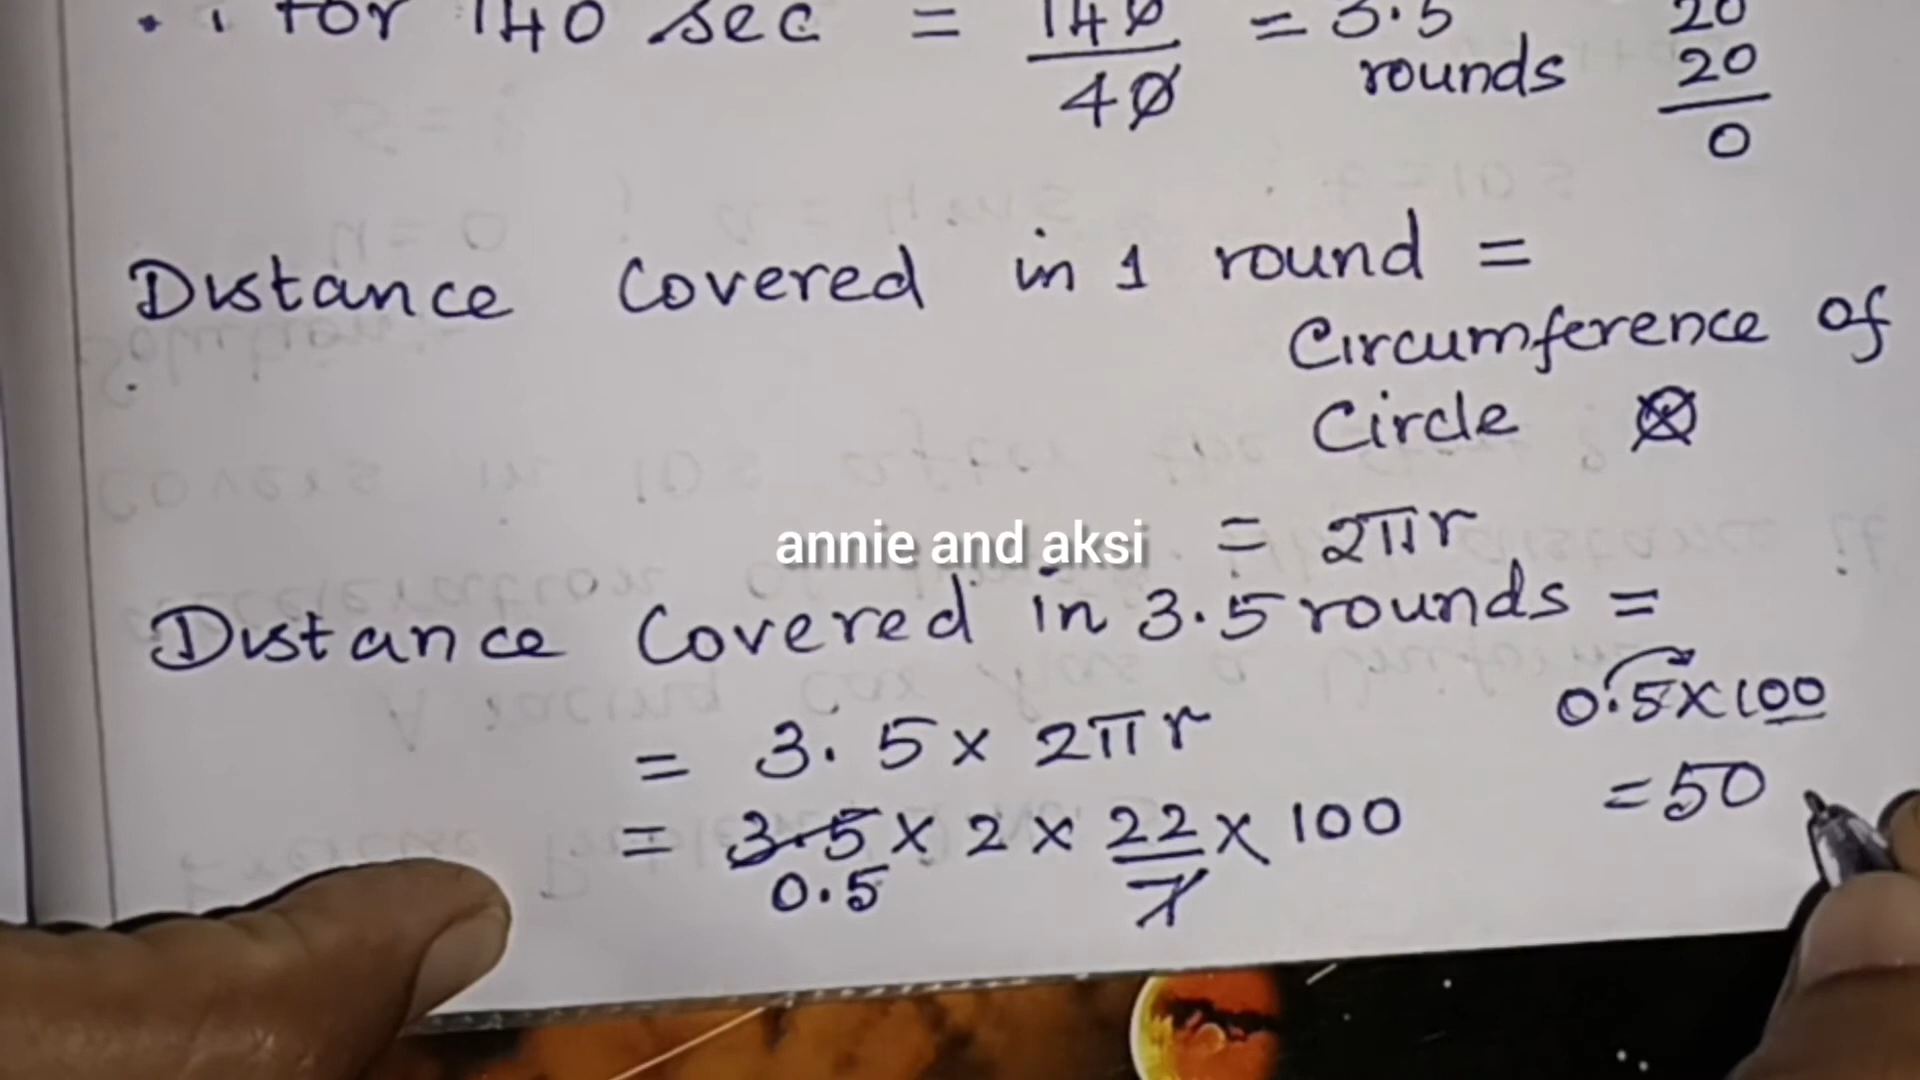 ∴ for 140 sec = 140/40 = 3.5 rounds
20
20
0
Distance Covered in 1 round =
Circumference of
Circle
= 2πr
annie and aksi
Distance Covered in 3.5 rounds =
= 3.5 x 2πr
0.5x100
= 50
= 3.5 x 2 x 22/7 x 100
0.5